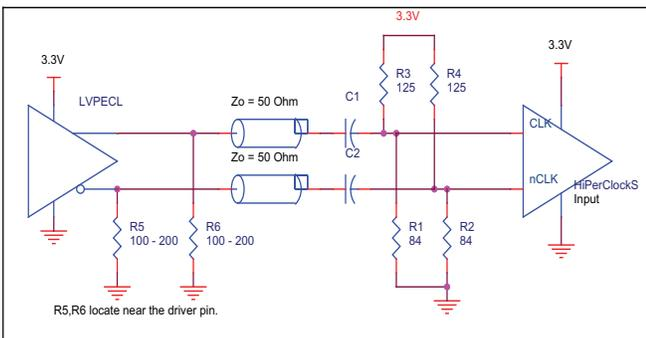 3.3V
3.3V
3.3V
LVPECL
R3
125
R4
125
Zo = 50 Ohm
C1
CLK
Zo = 50 Ohm
C2
nCLK
HiPerClockS
Input
R5
100 - 200
R6
100 - 200
R1
84
R2
84
R5,R6 locate near the driver pin.